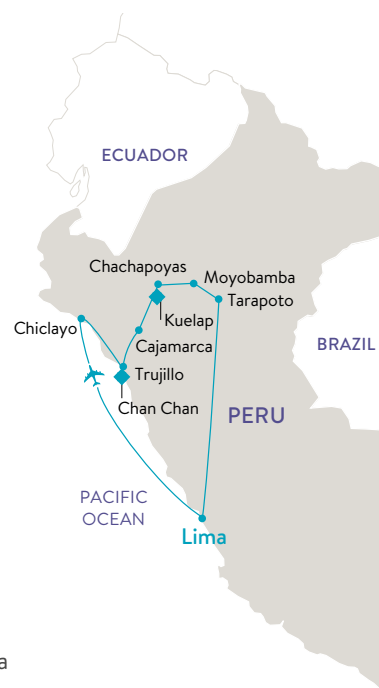 ECUADOR
Chachapoyas
Moyobamba
Tarapoto
Kuelap
Chiclayo
Cajamarca
BRAZIL
Trujillo
Chan Chan
PERU
PACIFIC
OCEAN
Lima
a